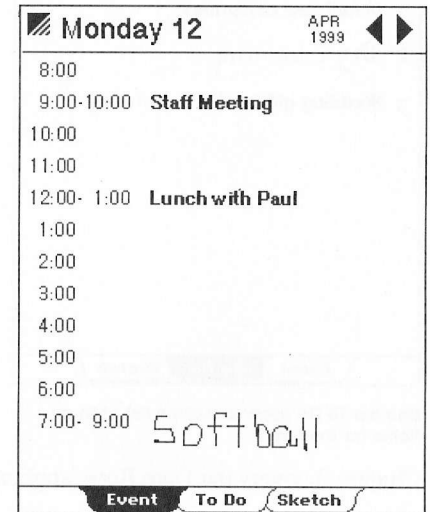 Monday 12 APR 1999
8:00
9:00-10:00 Staff Meeting
10:00
11:00
12:00- 1:00 Lunch with Paul
1:00
2:00
3:00
4:00
5:00
6:00
7:00- 9:00 Softball
Event To Do Sketch